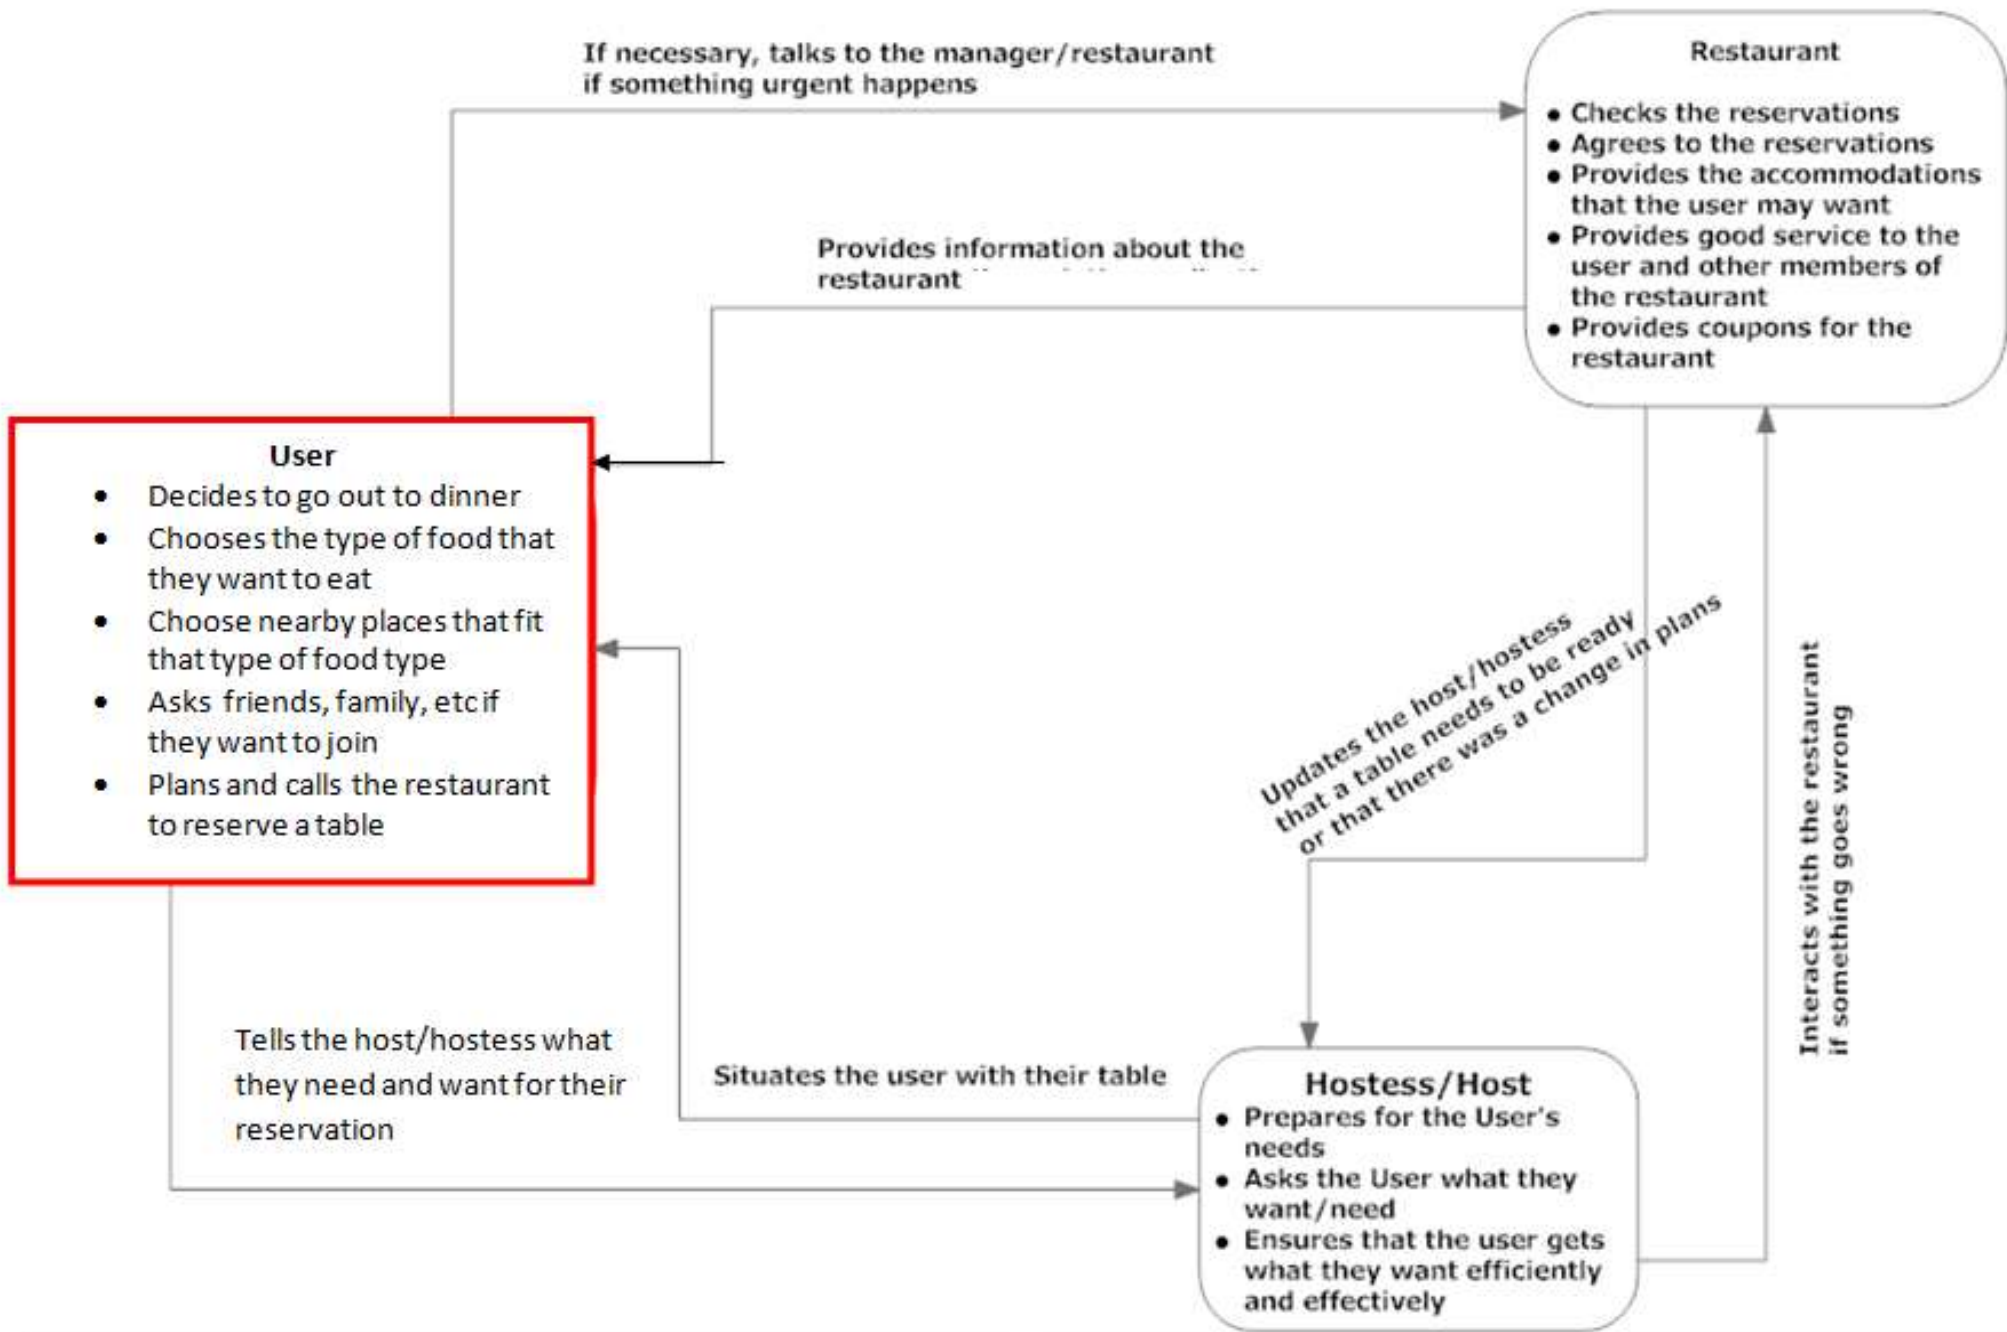 If necessary, talks to the manager/restaurant
if something urgent happens
Restaurant
● Checks the reservations
● Agrees to the reservations
● Provides the accommodations
that the user may want
● Provides good service to the
user and other members of
the restaurant
● Provides coupons for the
restaurant
Provides information about the
restaurant
User
• Decides to go out to dinner
• Chooses the type of food that
they want to eat
• Choose nearby places that fit
that type of food type
• Asks friends, family, etc if
they want to join
• Plans and calls the restaurant
to reserve a table
Updates the host/hostess
that a table needs to be ready
or that there was a change in plans
Interacts with the restaurant
if something goes wrong
Tells the host/hostess what
they need and want for their
reservation
Situates the user with their table
Hostess/Host
● Prepares for the User's
needs
● Asks the User what they
want/need
● Ensures that the user gets
what they want efficiently
and effectively